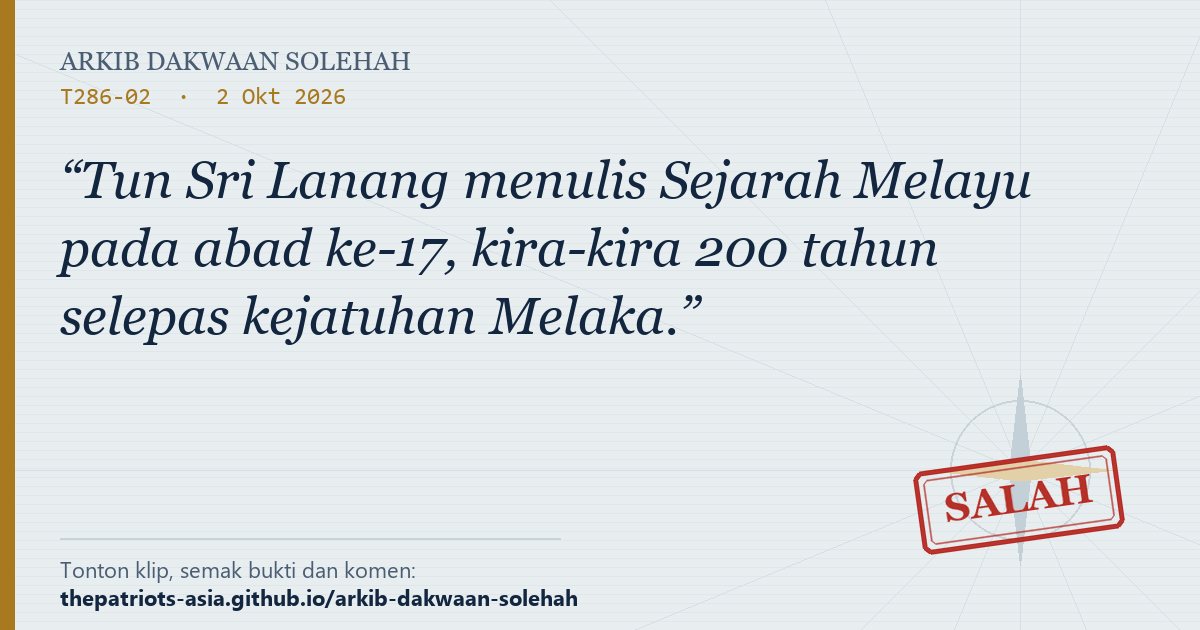 ARKIB DAKWAAN SOLEHAH
T286-02 · 2 Okt 2026
“Tun Sri Lanang menulis Sejarah Melayu
pada abad ke-17, kira-kira 200 tahun
selepas kejatuhan Melaka.”
SALAH
Tonton klip, semak bukti dan komen:
thepatriots-asia.github.io/arkib-dakwaan-solehah